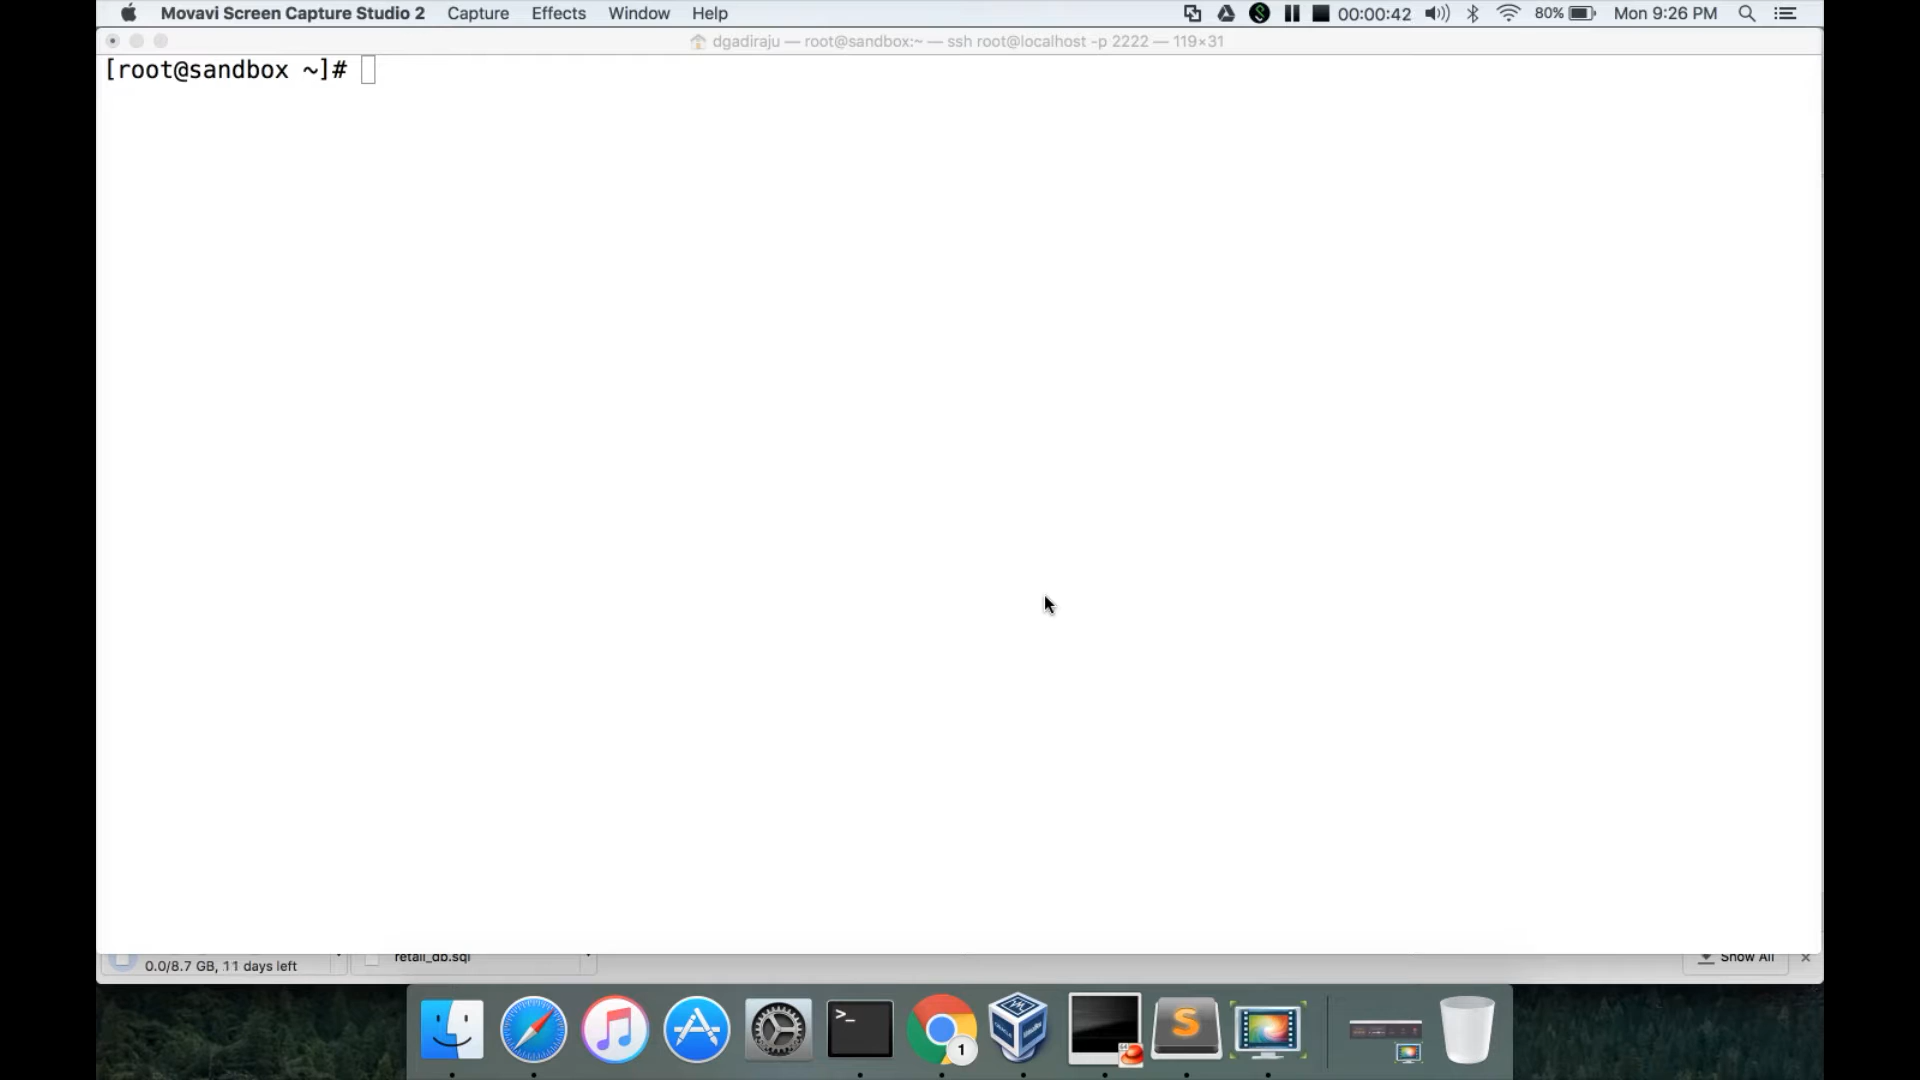 Movavi Screen Capture Studio 2 Capture Effects Window Help 00:00:42 80% Mon 9:26 PM
dgadiraju — root@sandbox:~ — ssh root@localhost -p 2222 — 119×31
[root@sandbox ~]#
0.0/8.7 GB, 11 days left
retail_db.sql
Show All
>_
1
S